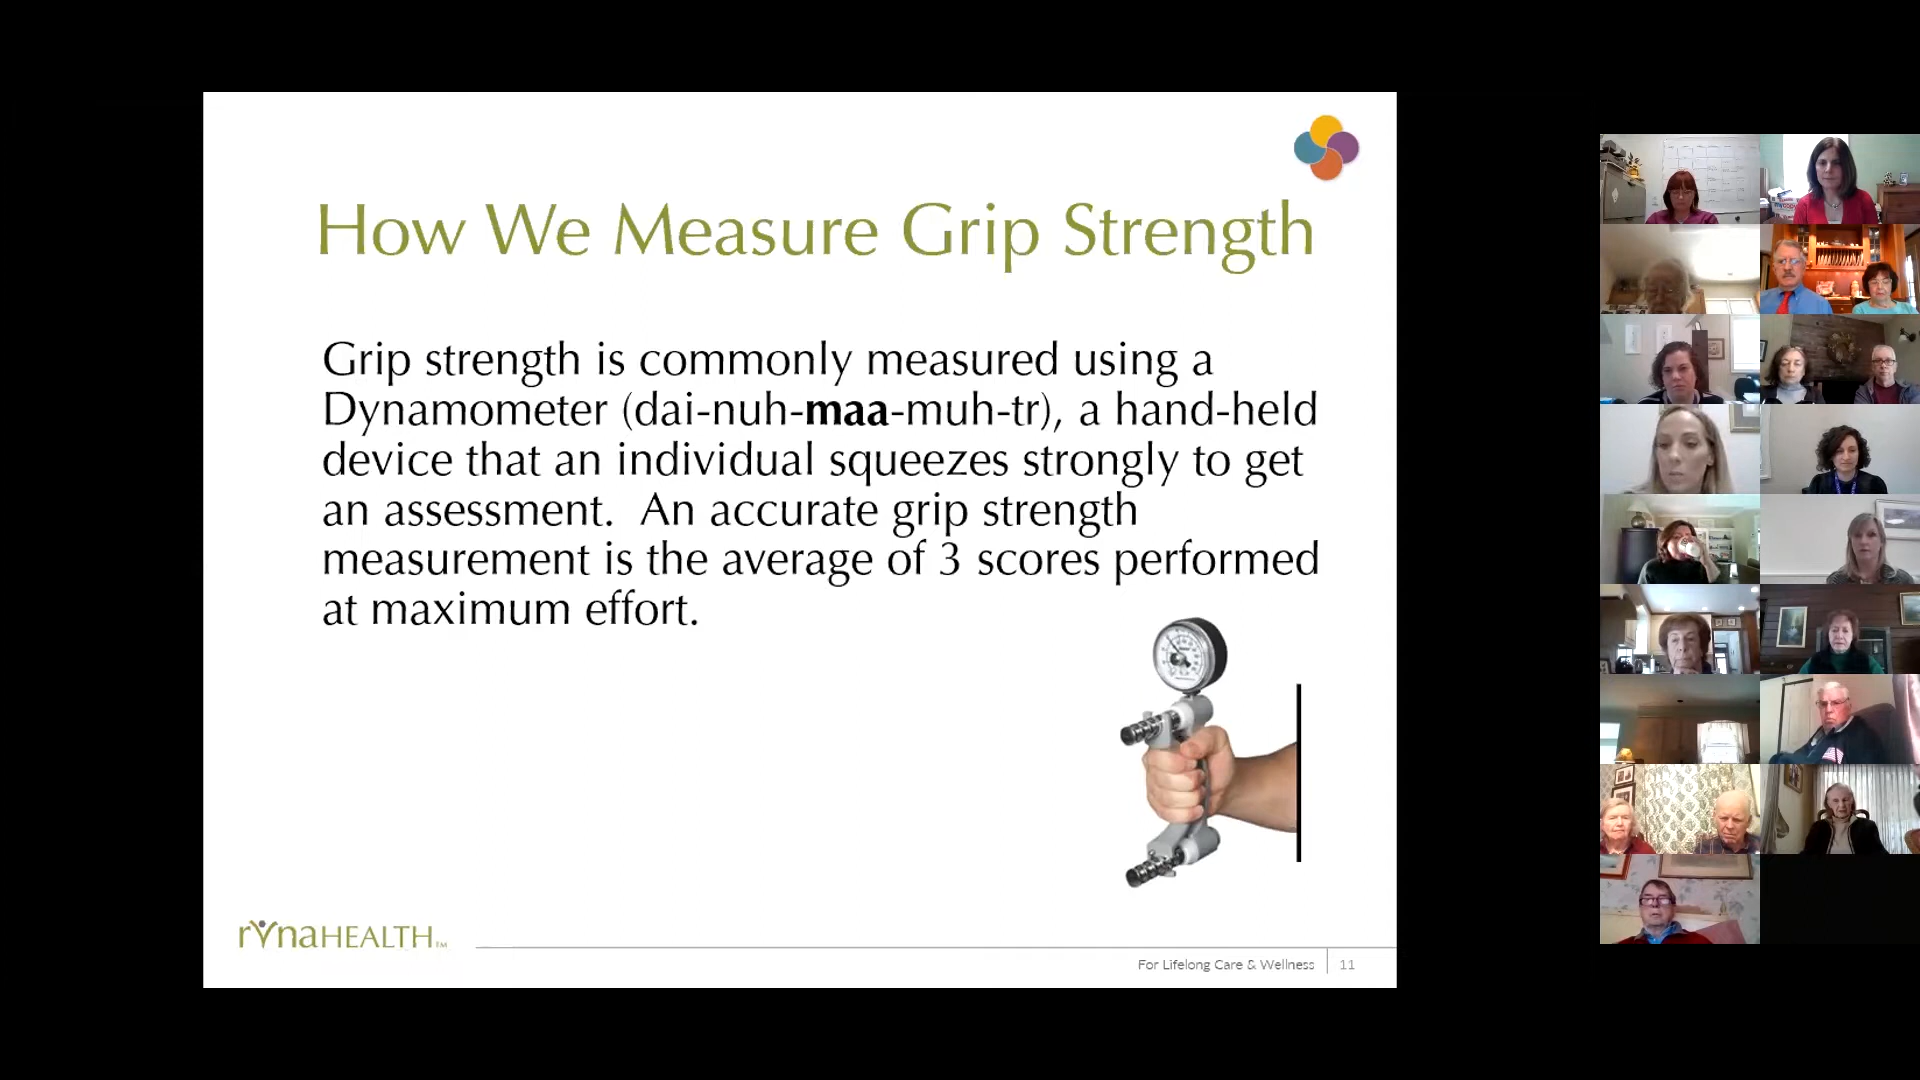 How We Measure Grip Strength
Grip strength is commonly measured using a
Dynamometer (dai-nuh-maa-muh-tr), a hand-held
device that an individual squeezes strongly to get
an assessment.  An accurate grip strength
measurement is the average of 3 scores performed
at maximum effort.
rynaHEALTH™
For Lifelong Care & Wellness
11